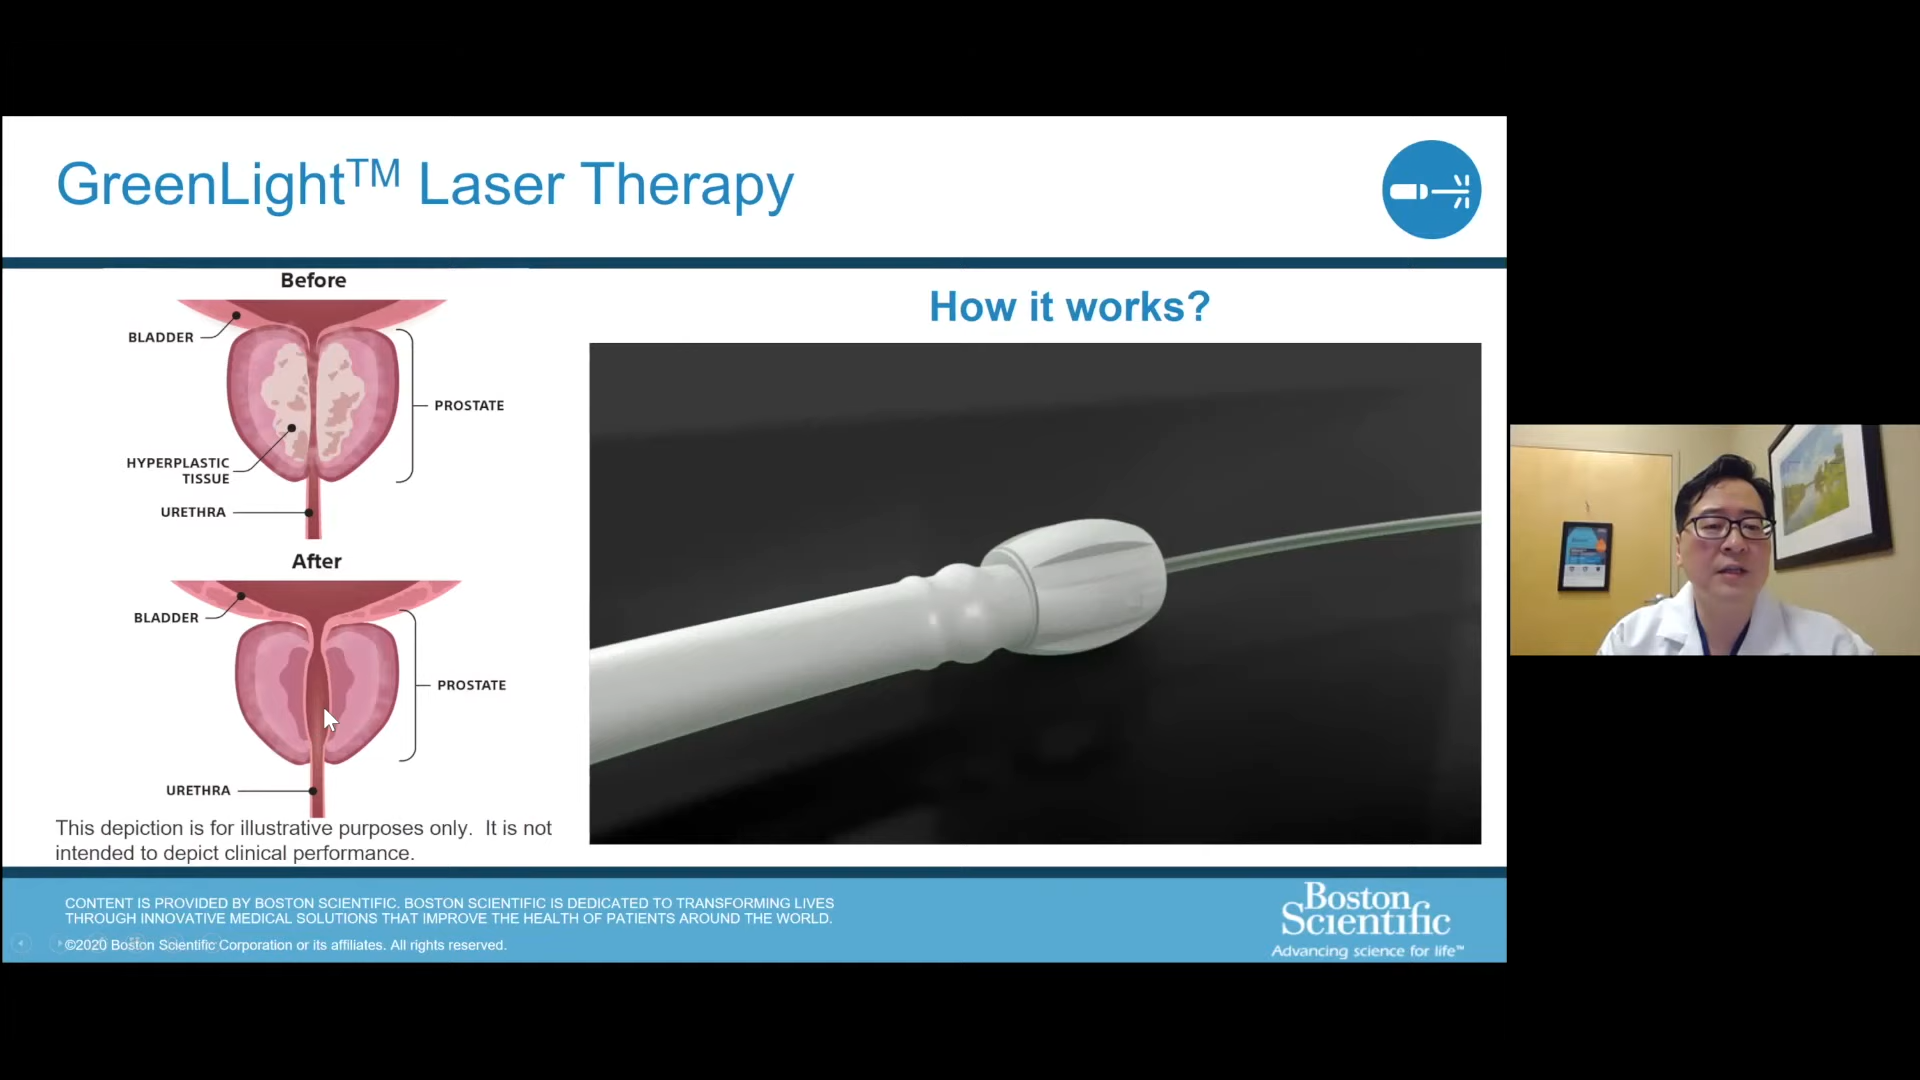 GreenLight™ Laser Therapy
Before
BLADDER
PROSTATE
HYPERPLASTIC
TISSUE
URETHRA
After
BLADDER
PROSTATE
URETHRA
This depiction is for illustrative purposes only. It is not
intended to depict clinical performance.
How it works?
CONTENT IS PROVIDED BY BOSTON SCIENTIFIC. BOSTON SCIENTIFIC IS DEDICATED TO TRANSFORMING LIVES
THROUGH INNOVATIVE MEDICAL SOLUTIONS THAT IMPROVE THE HEALTH OF PATIENTS AROUND THE WORLD.
©2020 Boston Scientific Corporation or its affiliates. All rights reserved.
Boston
Scientific
Advancing science for life™